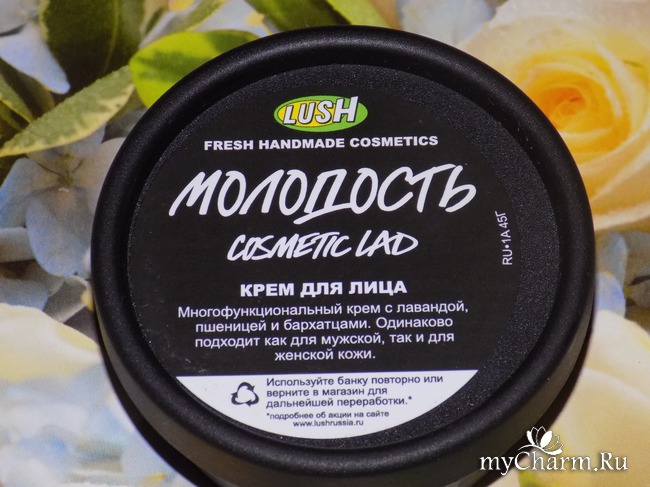 LUSH
FRESH HANDMADE COSMETICS
МОЛОДОСТЬ
COSMETIC LAD
RU•1A 45Г
КРЕМ ДЛЯ ЛИЦА
Многофункциональный крем с лавандой,
пшеницей и бархатцами. Одинаково
подходит как для мужской, так и для
женской кожи.
Используйте банку повторно или
верните в магазин для
дальнейшей переработки.*
*подробнее об акции на сайте
www.lushrussia.ru
myCharm.Ru